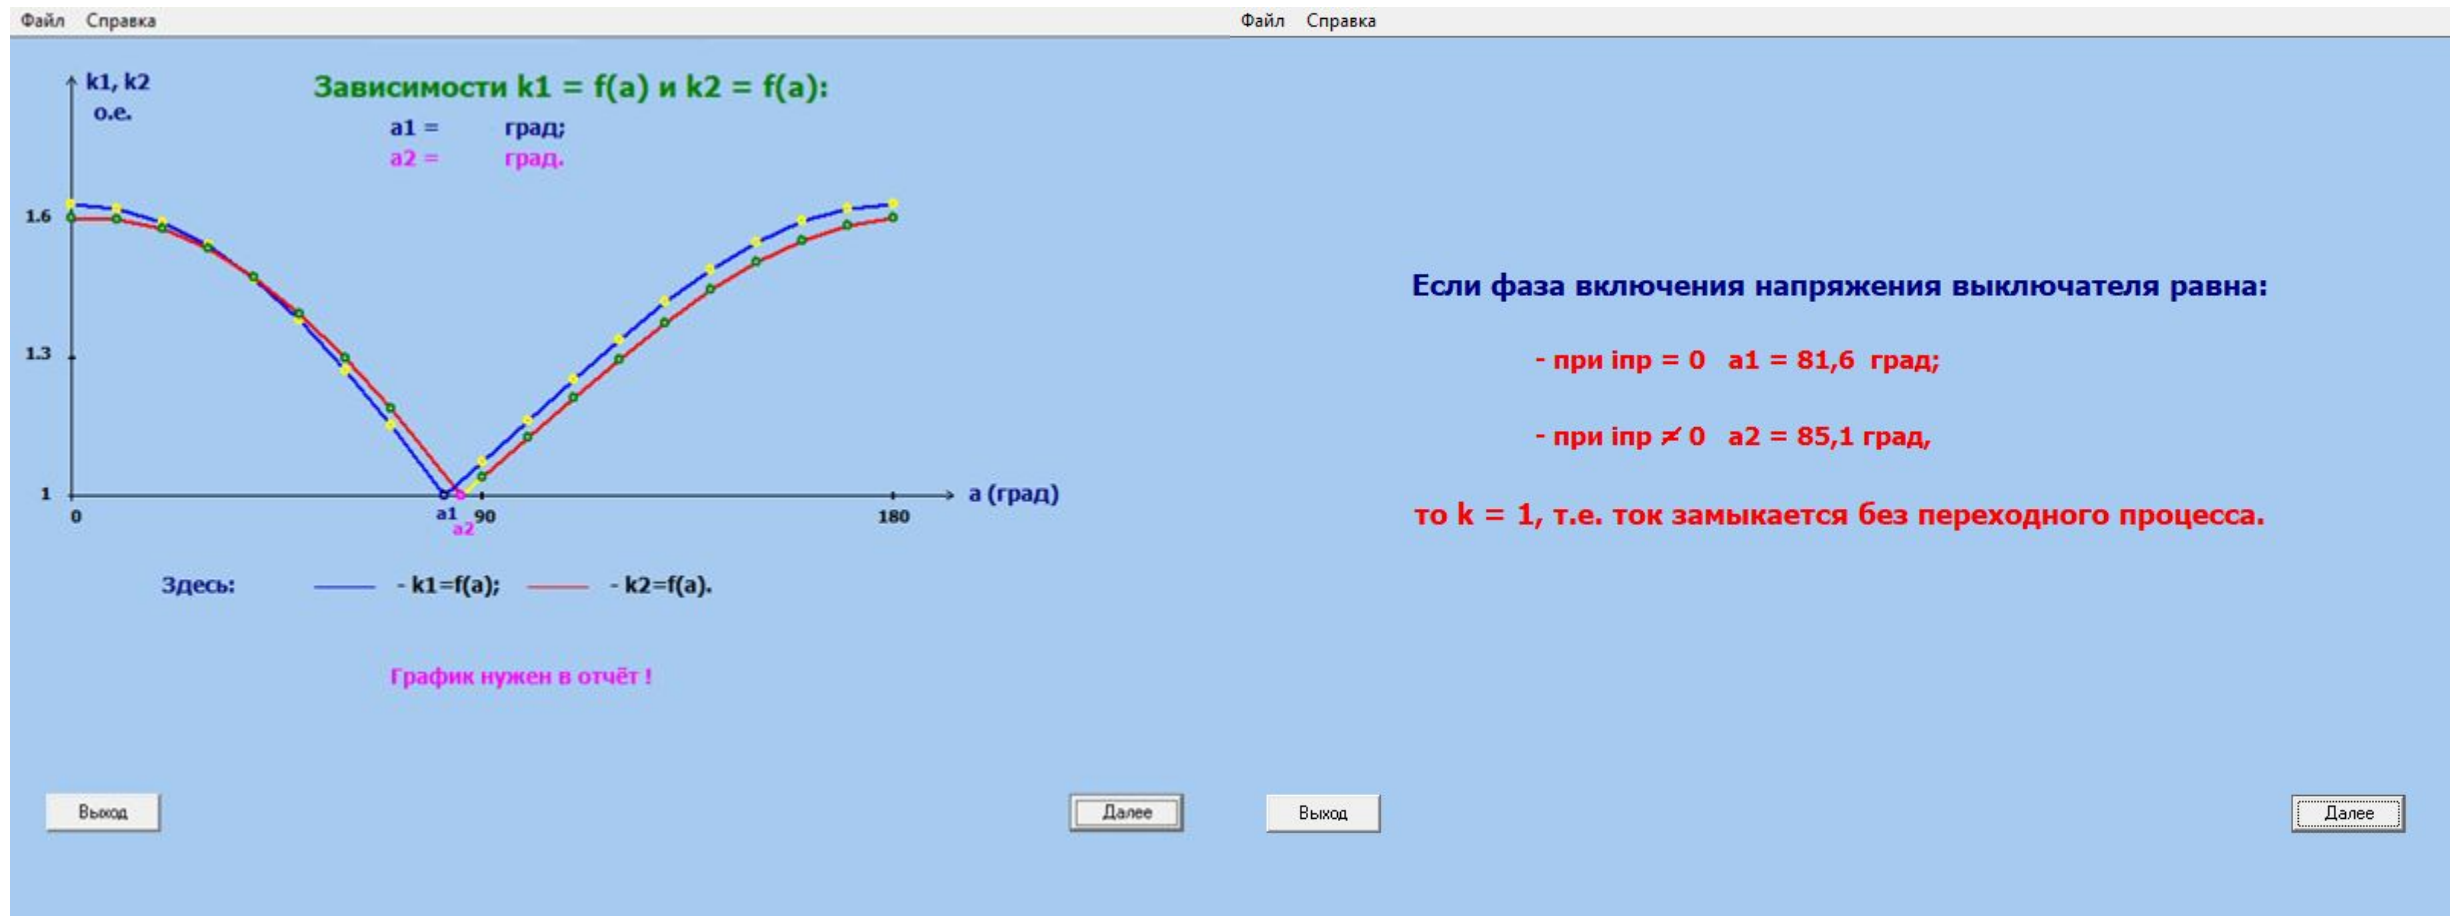 Файл Справка
k1, k2
о.е.
Зависимости k1 = f(a) и k2 = f(a):
a1 = град;
a2 = град.
1.6
1.3
1
0
a1
a2
90
180
a (град)
Здесь: - k1=f(a); - k2=f(a).
График нужен в отчёт !
Выход
Далее
Файл Справка
Если фаза включения напряжения выключателя равна:
- при iпр = 0 a1 = 81,6 град;
- при iпр ≠ 0 a2 = 85,1 град,
то k = 1, т.е. ток замыкается без переходного процесса.
Выход
Далее